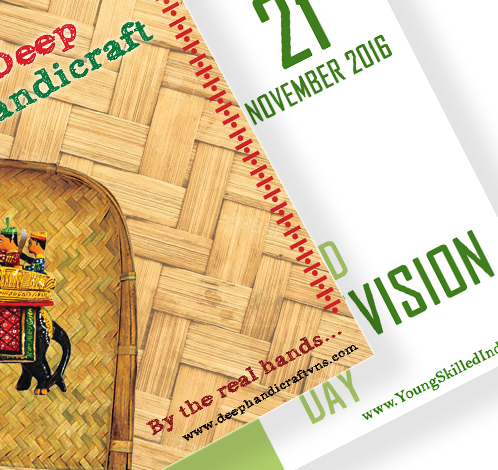 Deep
Handicraft
By the real hands...
www.deephandicraftvns.com
21
NOVEMBER 2016
D
VISION
DAY
www.YoungSkilledInd